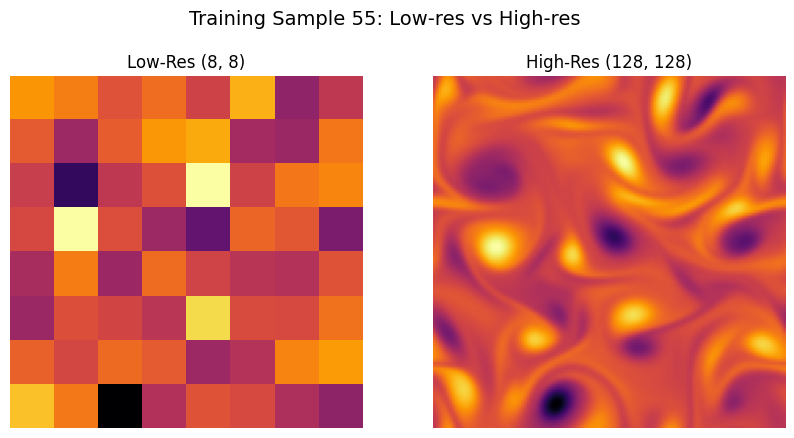 Training Sample 55: Low-res vs High-res
Low-Res (8, 8)
High-Res (128, 128)